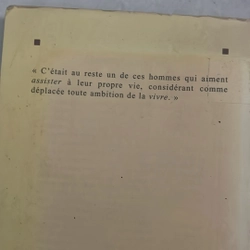 « C'était au reste un de ces hommes qui aiment
assister à leur propre vie, considérant comme
déplacée toute ambition de la vivre. »